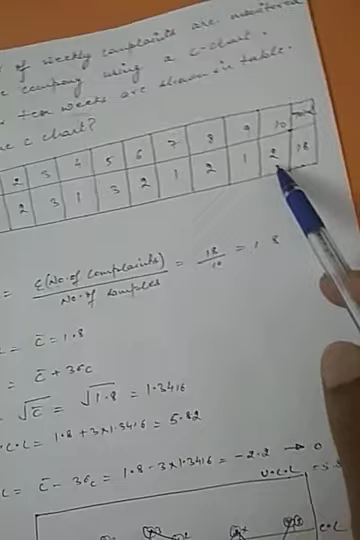 of weekly complaints are monitored
company using a c-chart.
ten weeks are shown in table.
c chart?
2 3 4 5 6 7 8 9 10
2 3 1 3 2 1 2 1 2 18
= Σ(No. of complaints) / No. of samples = 18/10 = 1.8
= c̄ = 1.8
= c̄ + 3σc
= √c̄ = √1.8 = 1.3416
U.C.L = 1.8 + 3×1.3416 = 5.82
L = c̄ - 3σc = 1.8 - 3×1.3416 = -2.2 → 0
U.C.L = 5.8
C.L